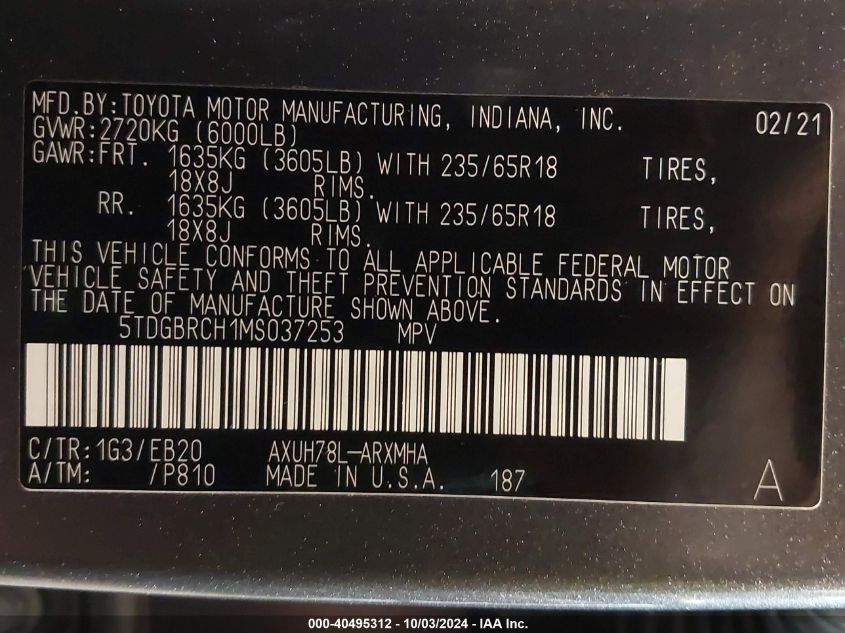 MFD.BY:TOYOTA MOTOR MANUFACTURING, INDIANA, INC. 02/21
GVWR:2720KG (6000LB)
GAWR:FRT. 1635KG (3605LB) WITH 235/65R18 TIRES,
18X8J RIMS.
RR. 1635KG (3605LB) WITH 235/65R18 TIRES,
18X8J RIMS.
THIS VEHICLE CONFORMS TO ALL APPLICABLE FEDERAL MOTOR
VEHICLE SAFETY AND THEFT PREVENTION STANDARDS IN EFFECT ON
THE DATE OF MANUFACTURE SHOWN ABOVE.
5TDGBRCH1MS037253 MPV
C/TR:1G3/EB20 AXUH78L-ARXMHA
A/TM: /P810 MADE IN U.S.A. 187 A
000-40495312 - 10/03/2024 - IAA Inc.